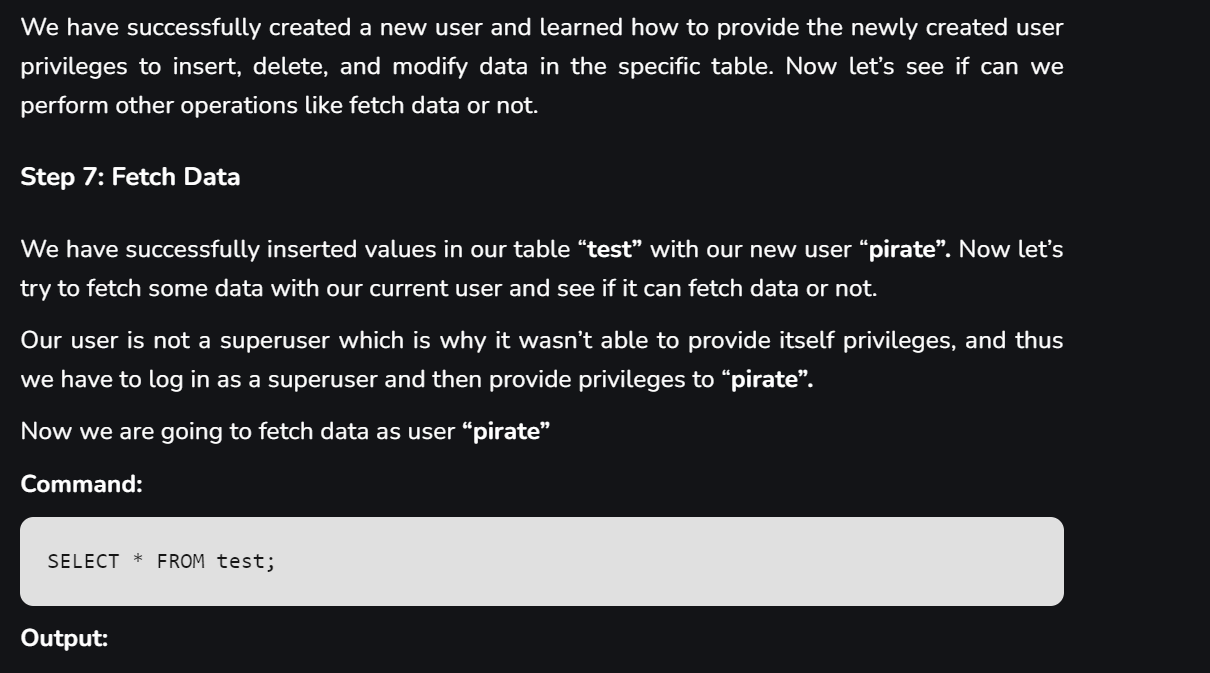 We have successfully created a new user and learned how to provide the newly created user
privileges to insert, delete, and modify data in the specific table. Now let’s see if can we
perform other operations like fetch data or not.
Step 7: Fetch Data
We have successfully inserted values in our table “test” with our new user “pirate”. Now let’s
try to fetch some data with our current user and see if it can fetch data or not.
Our user is not a superuser which is why it wasn’t able to provide itself privileges, and thus
we have to log in as a superuser and then provide privileges to “pirate”.
Now we are going to fetch data as user “pirate”
Command:
SELECT * FROM test;
Output: